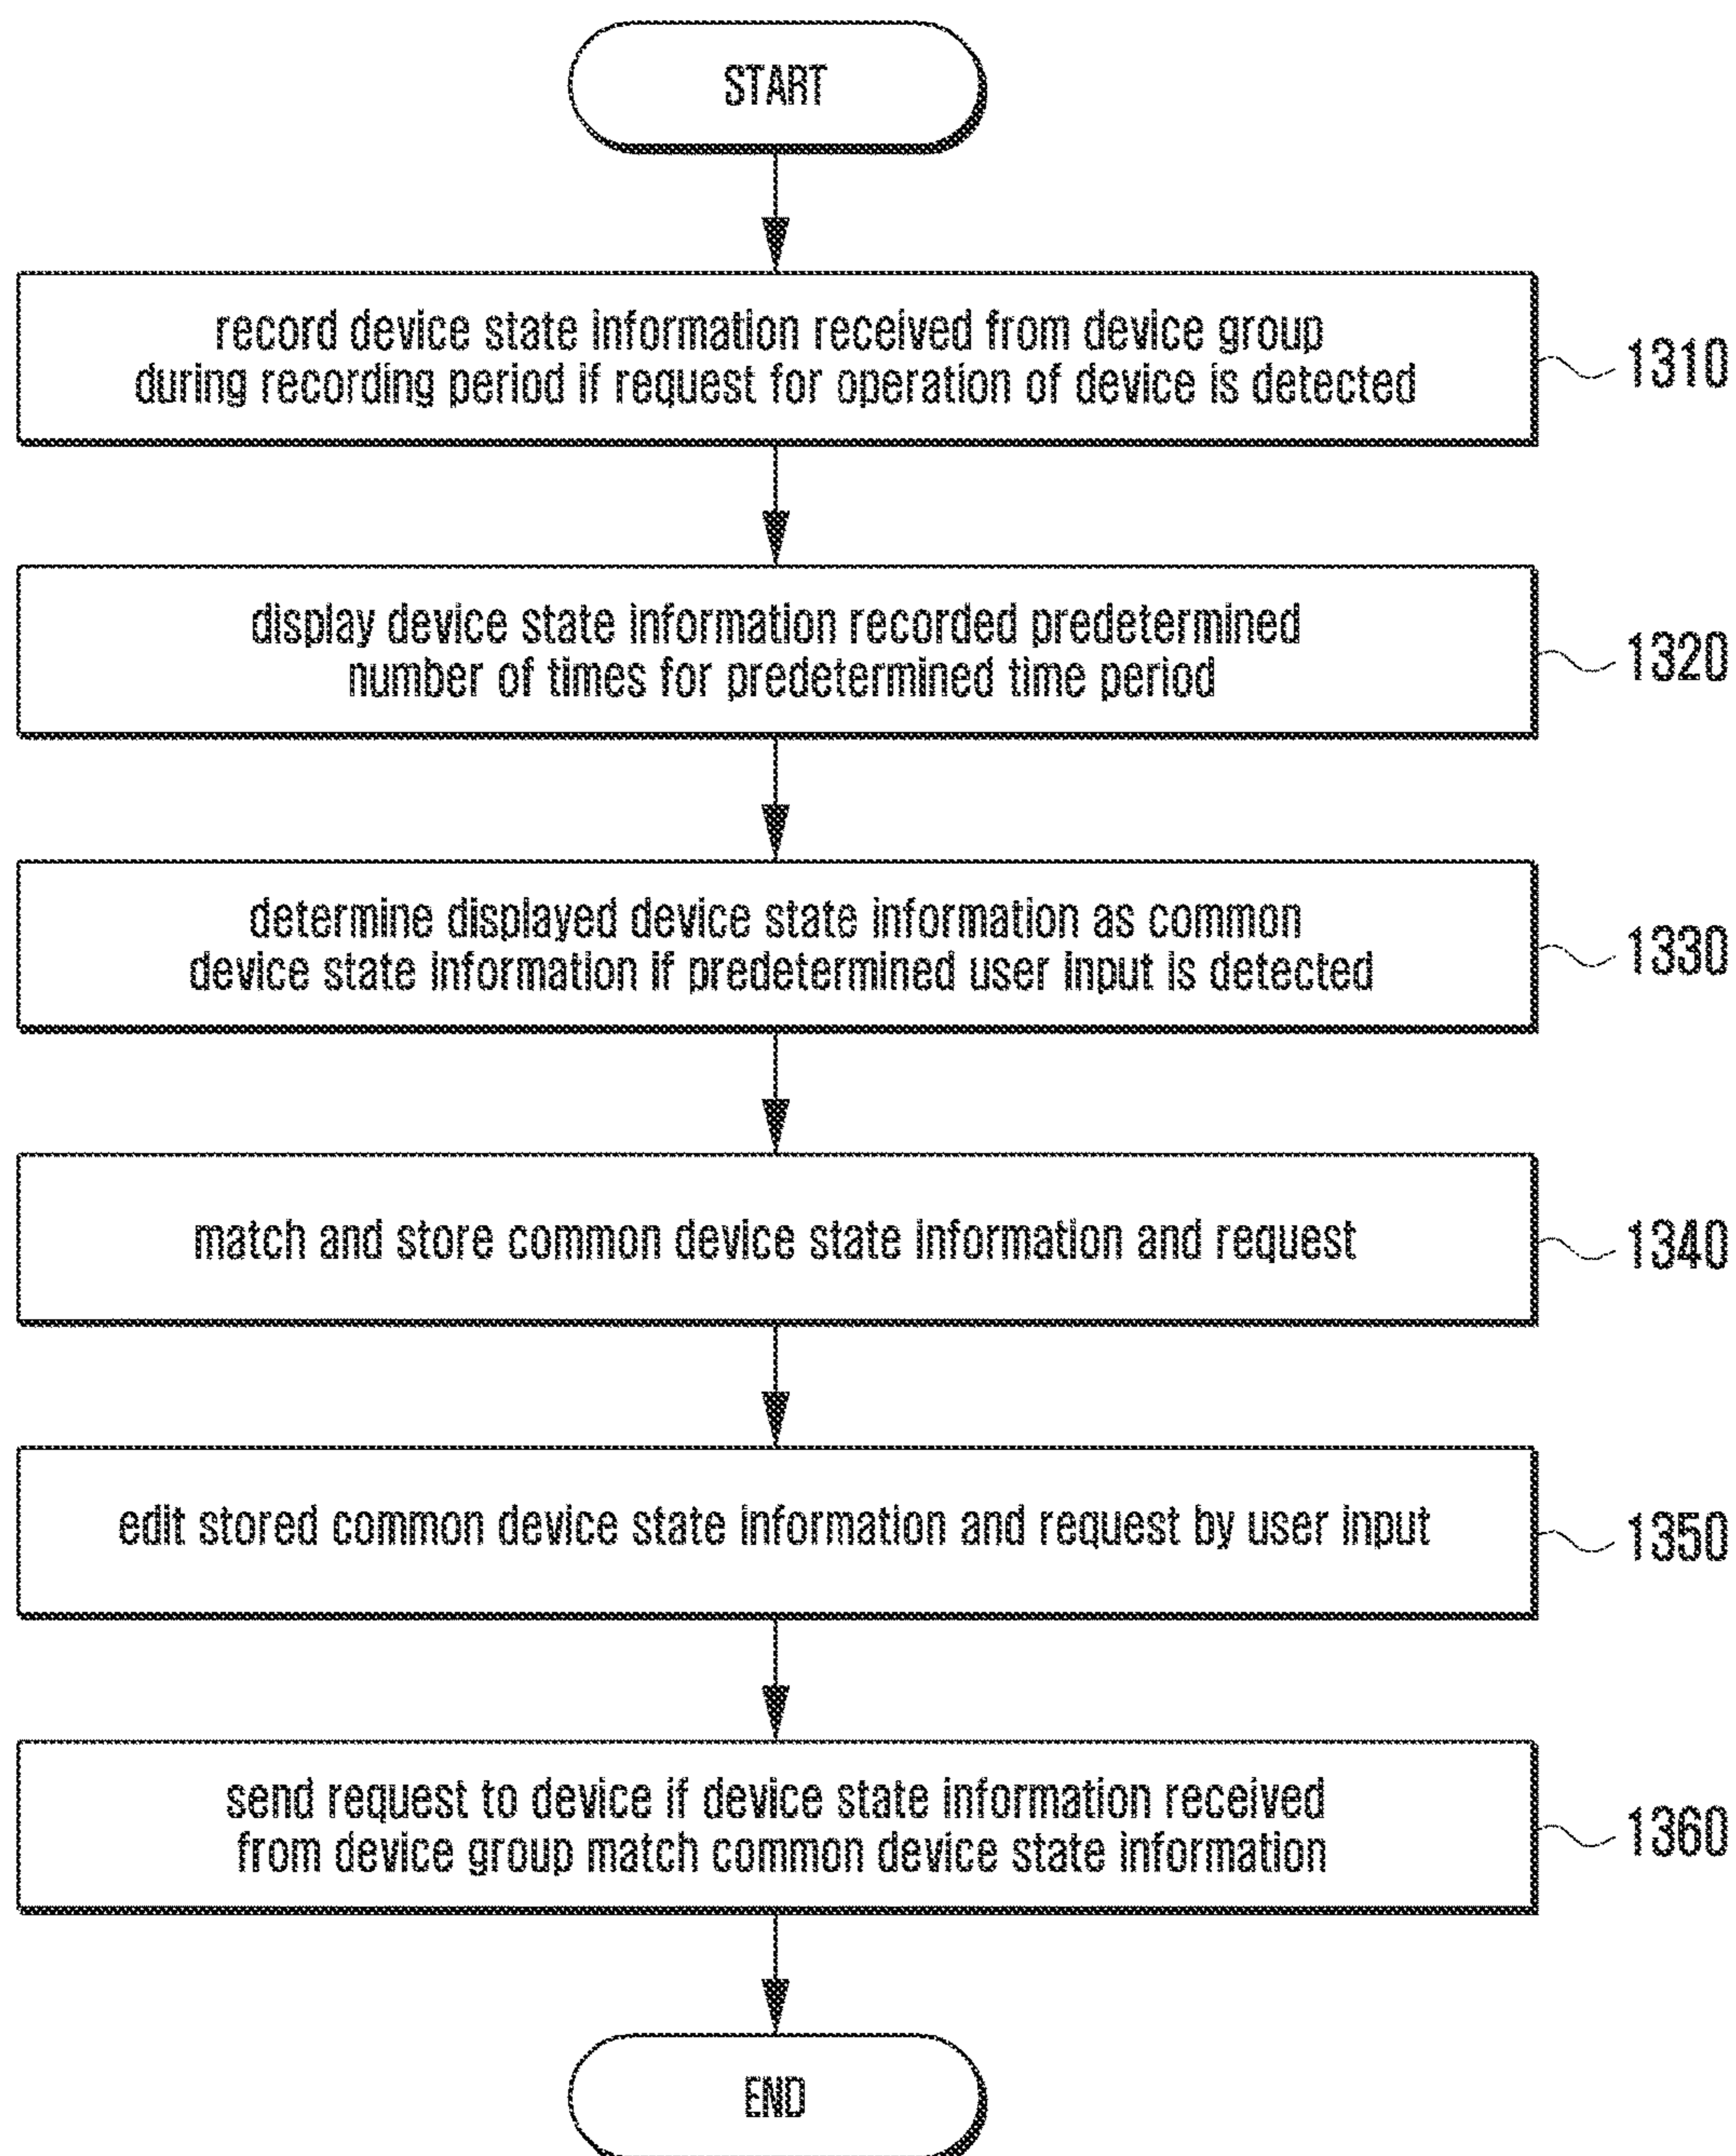 START
record device state information received from device group
during recording period if request for operation of device is detected
1310
display device state information recorded predetermined
number of times for predetermined time period
1320
determine displayed device state information as common
device state information if predetermined user input is detected
1330
match and store common device state information and request
1340
edit stored common device state information and request by user input
1350
send request to device if device state information received
from device group match common device state information
1360
END